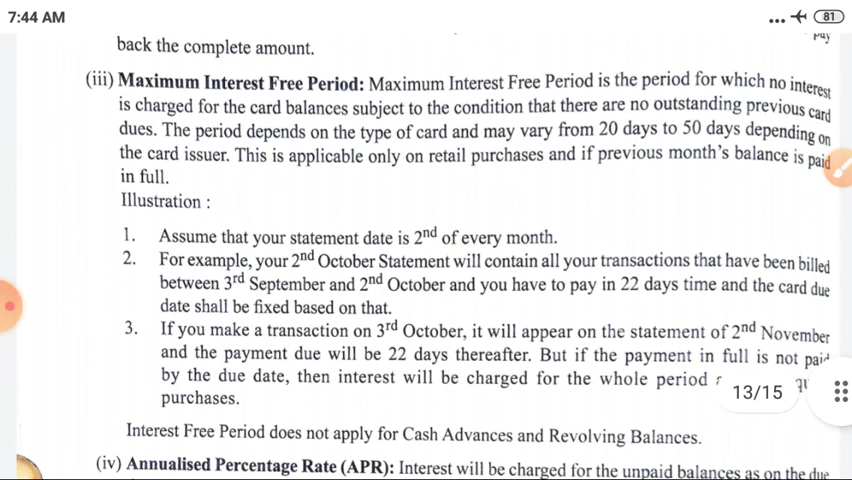 7:44 AM
81
Pay
back the complete amount.
(iii) Maximum Interest Free Period: Maximum Interest Free Period is the period for which no interest
is charged for the card balances subject to the condition that there are no outstanding previous card
dues. The period depends on the type of card and may vary from 20 days to 50 days depending on
the card issuer. This is applicable only on retail purchases and if previous month's balance is paid
in full.
Illustration :
1. Assume that your statement date is 2nd of every month.
2. For example, your 2nd October Statement will contain all your transactions that have been billed
between 3rd September and 2nd October and you have to pay in 22 days time and the card due
date shall be fixed based on that.
3. If you make a transaction on 3rd October, it will appear on the statement of 2nd November
and the payment due will be 22 days thereafter. But if the payment in full is not paid
by the due date, then interest will be charged for the whole period
13/15
purchases.
Interest Free Period does not apply for Cash Advances and Revolving Balances.
(iv) Annualised Percentage Rate (APR): Interest will be charged for the unpaid balances as on the due